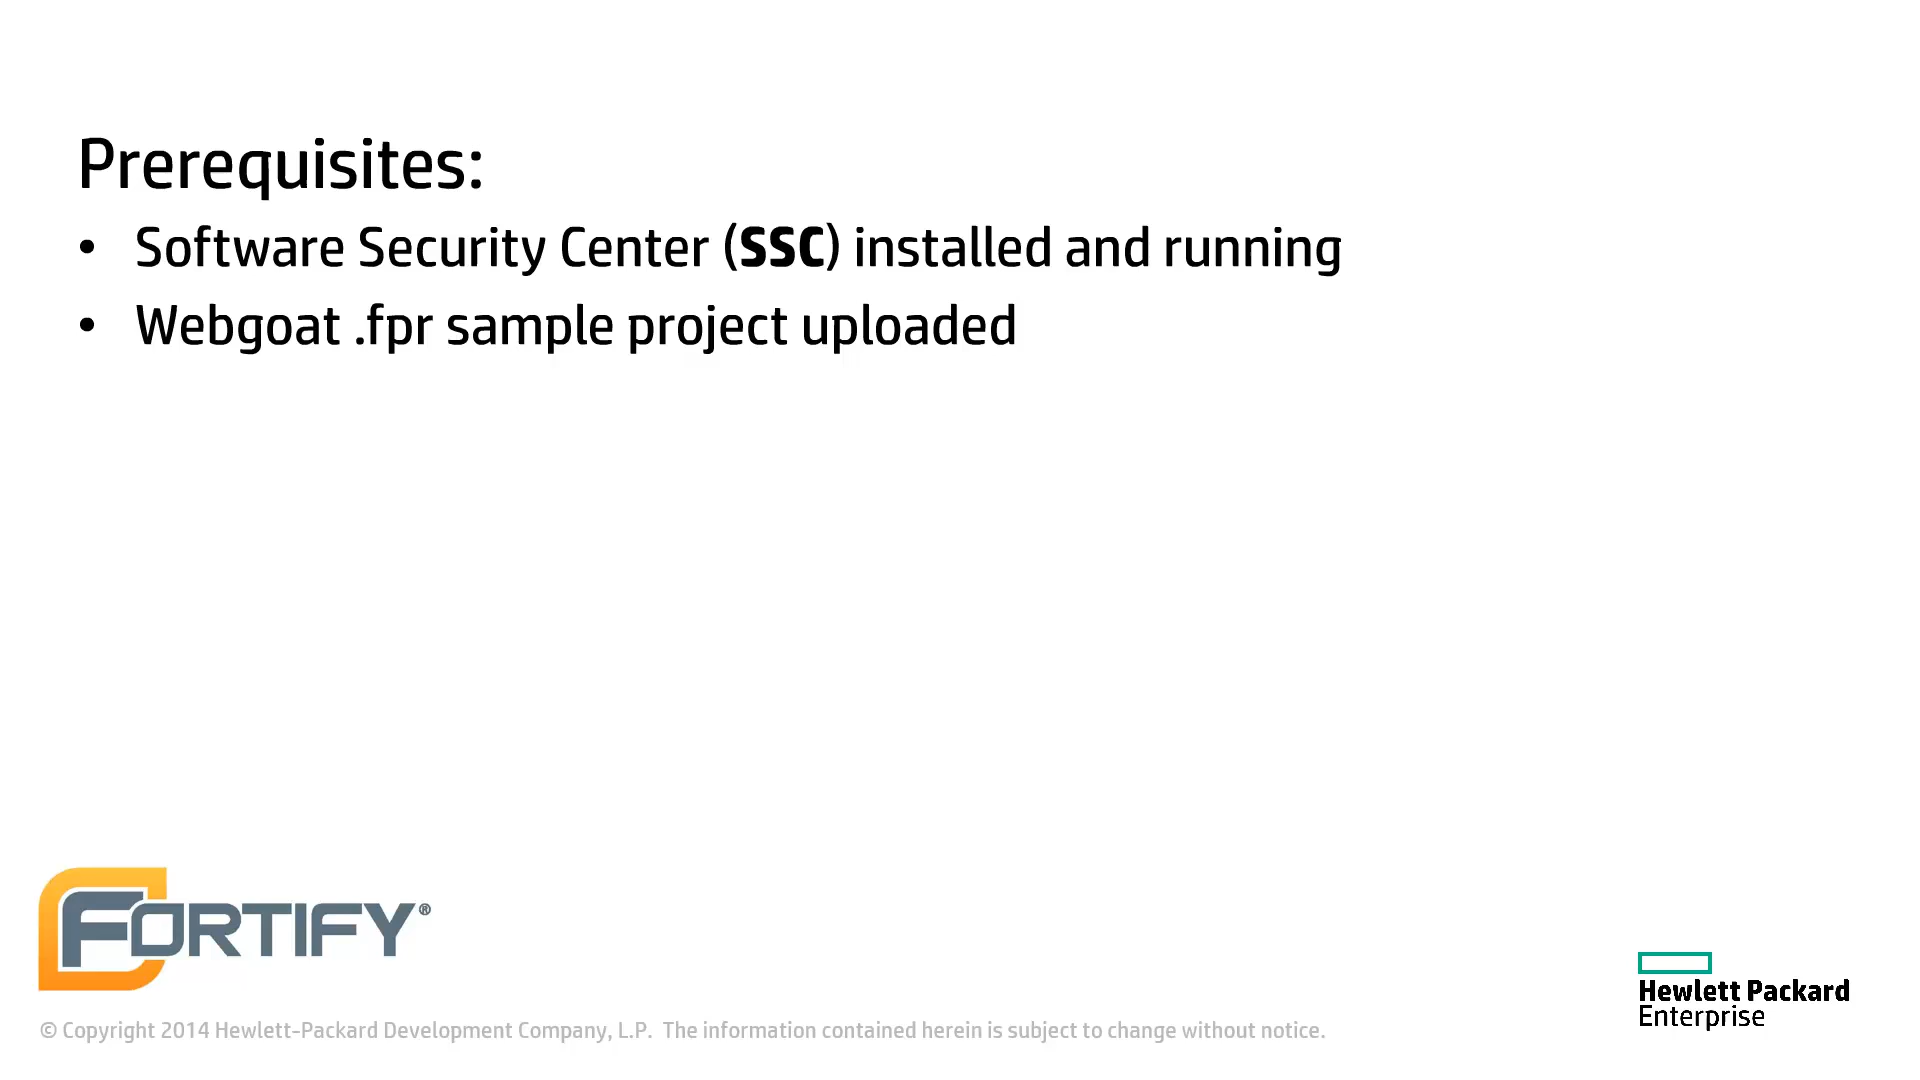 Prerequisites:
• Software Security Center (SSC) installed and running
• Webgoat .fpr sample project uploaded
FORTIFY®
Hewlett Packard
Enterprise
© Copyright 2014 Hewlett-Packard Development Company, L.P. The information contained herein is subject to change without notice.